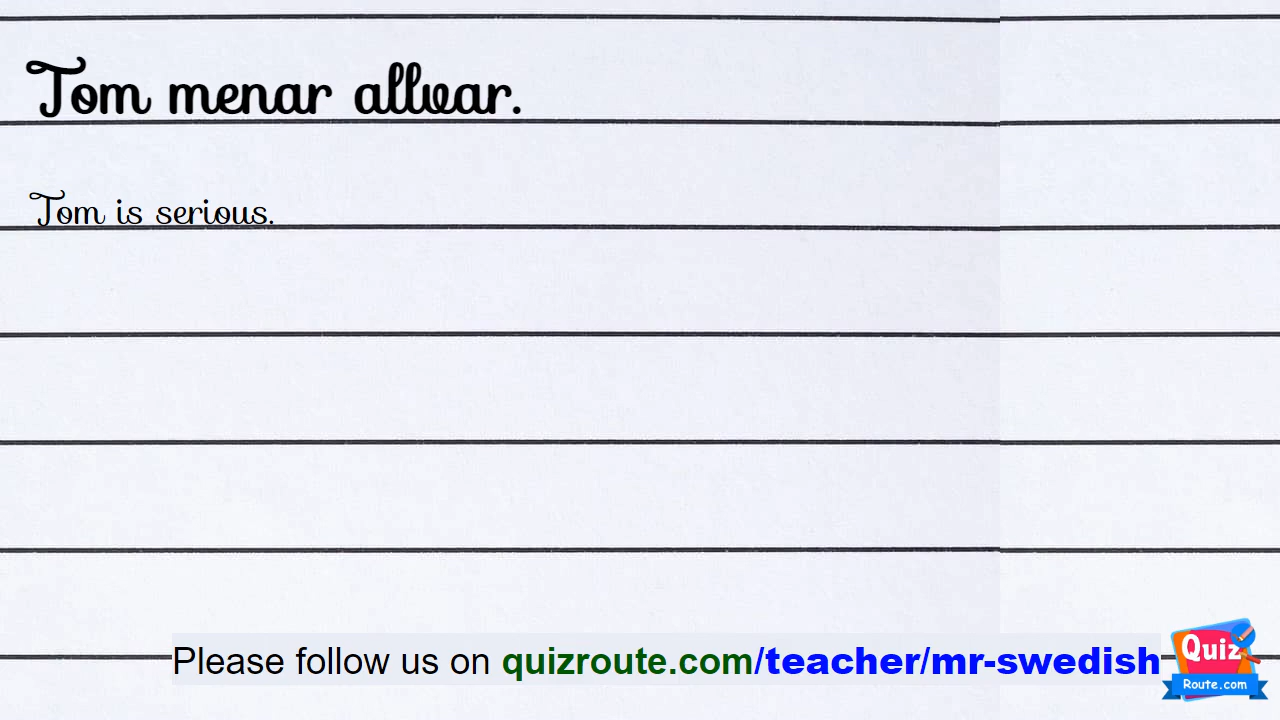 Tom menar allvar.
Tom is serious.
Please follow us on quizroute.com/teacher/mr-swedish
Quiz
Route.com